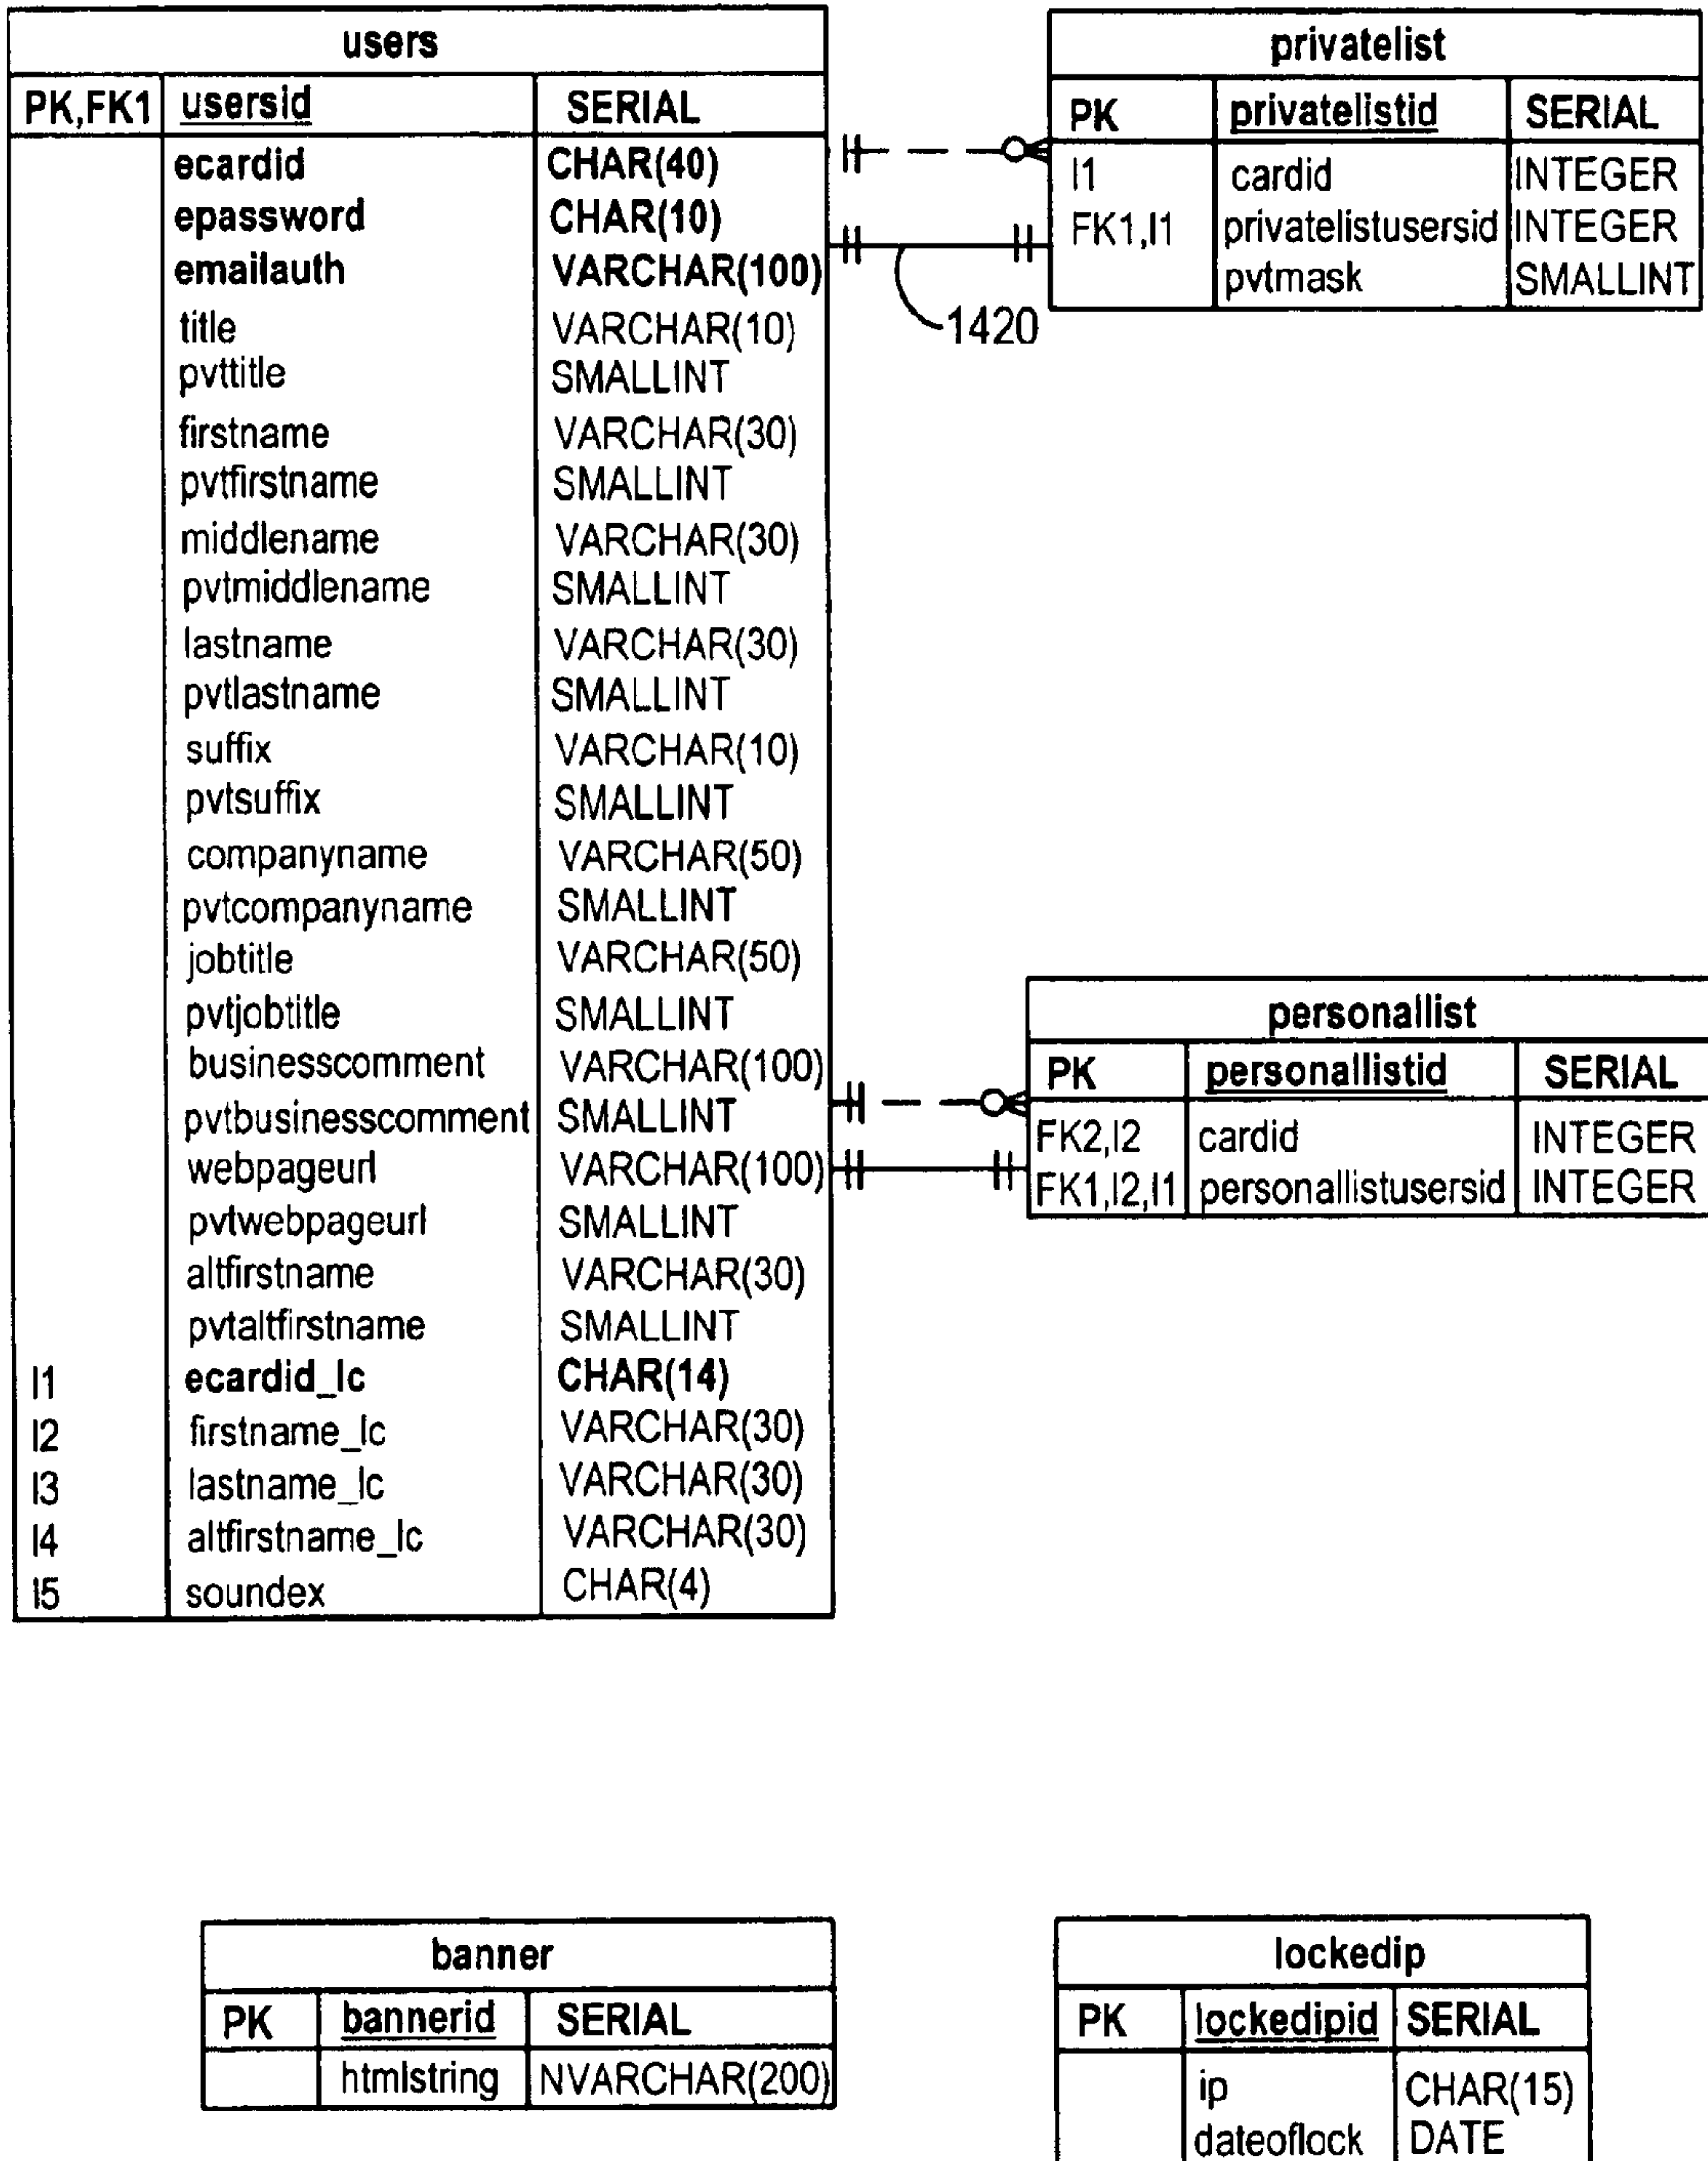 users
PK,FK1 usersid SERIAL
ecardid CHAR(40)
epassword CHAR(10)
emailauth VARCHAR(100)
title VARCHAR(10)
pvttitle SMALLINT
firstname VARCHAR(30)
pvtfirstname SMALLINT
middlename VARCHAR(30)
pvtmiddlename SMALLINT
lastname VARCHAR(30)
pvtlastname SMALLINT
suffix VARCHAR(10)
pvtsuffix SMALLINT
companyname VARCHAR(50)
pvtcompanyname SMALLINT
jobtitle VARCHAR(50)
pvtjobtitle SMALLINT
businesscomment VARCHAR(100)
pvtbusinesscomment SMALLINT
webpageurl VARCHAR(100)
pvtwebpageurl SMALLINT
altfirstname VARCHAR(30)
pvtaltfirstname SMALLINT
I1 ecardid_lc CHAR(14)
I2 firstname_lc VARCHAR(30)
I3 lastname_lc VARCHAR(30)
I4 altfirstname_lc VARCHAR(30)
I5 soundex CHAR(4)
privatelist
PK privatelistid SERIAL
I1 cardid INTEGER
FK1,I1 privatelistusersid INTEGER
pvtmask SMALLINT
1420
personallist
PK personallistid SERIAL
FK2,I2 cardid INTEGER
FK1,I2,I1 personallistusersid INTEGER
banner
PK bannerid SERIAL
htmlstring NVARCHAR(200)
lockedip
PK lockedipid SERIAL
ip CHAR(15)
dateoflock DATE